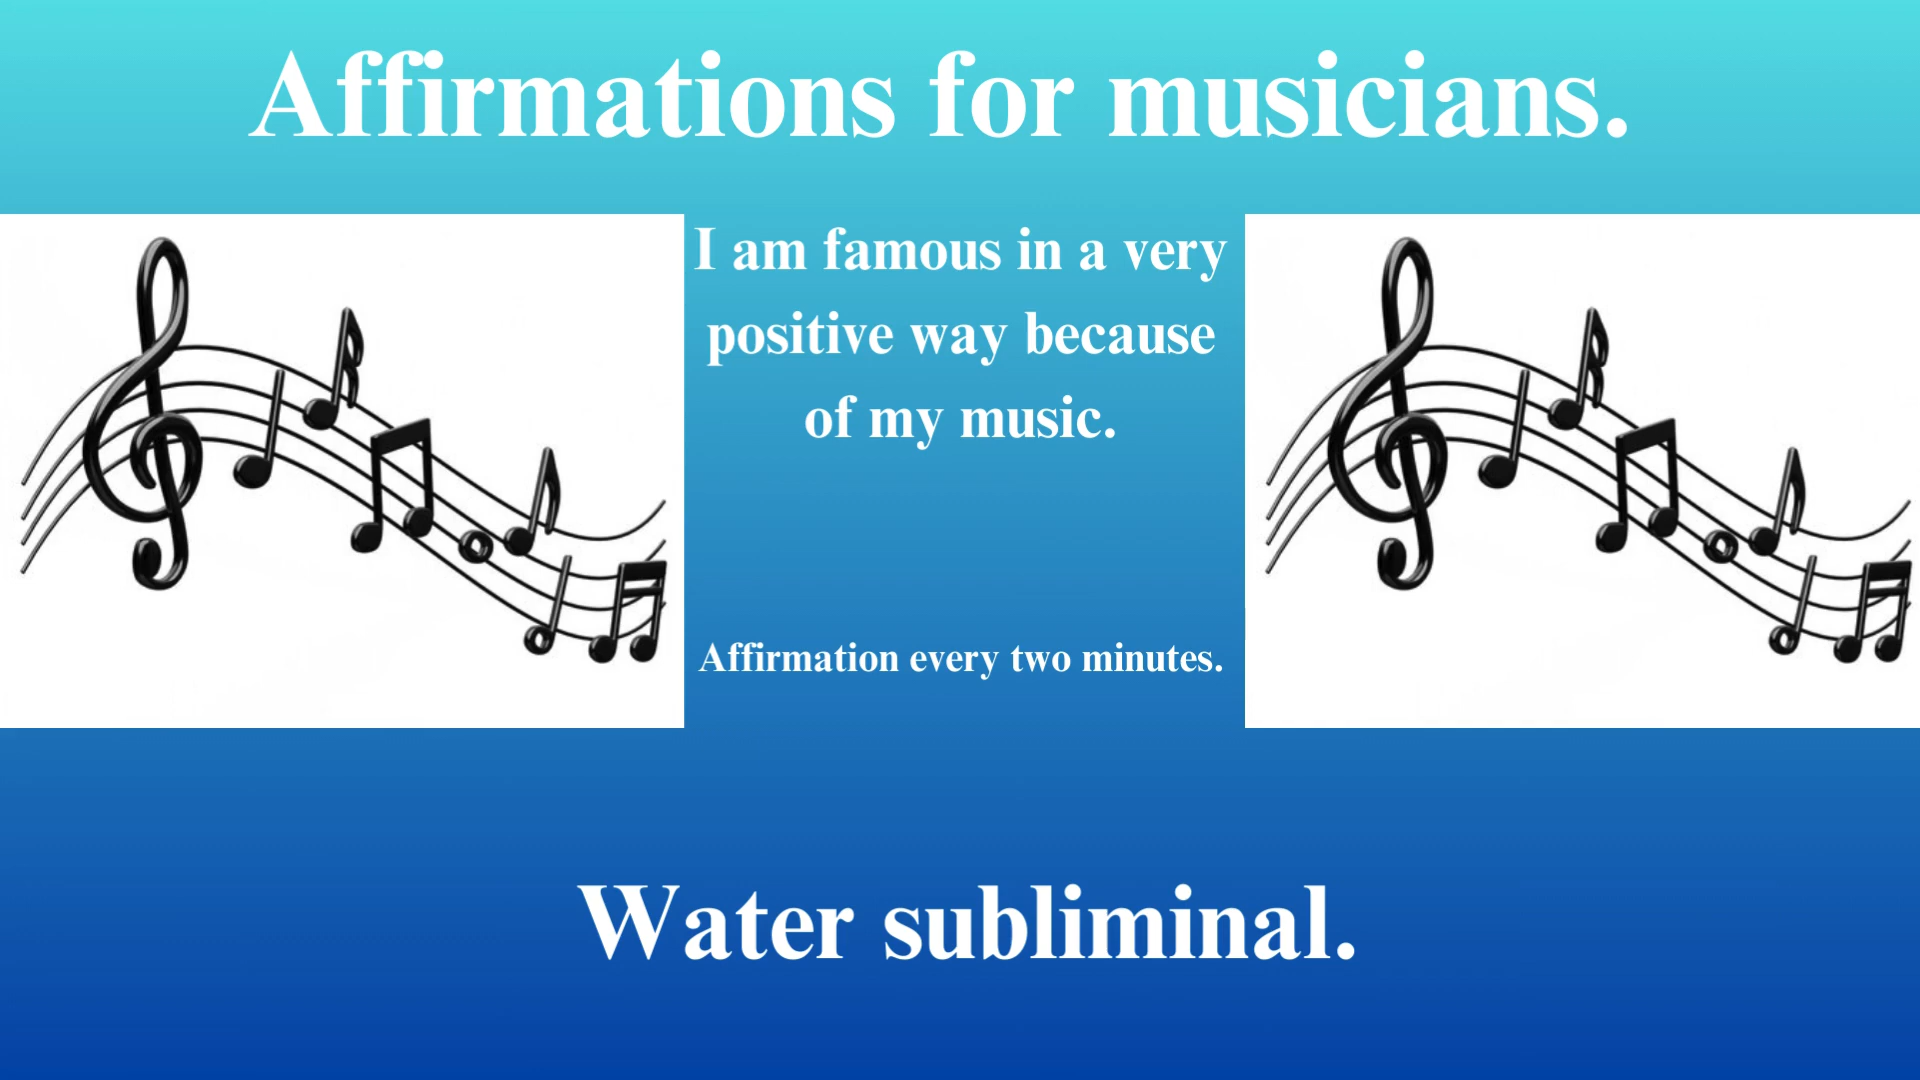 Affirmations for musicians.
I am famous in a very
positive way because
of my music.
Affirmation every two minutes.
Water subliminal.